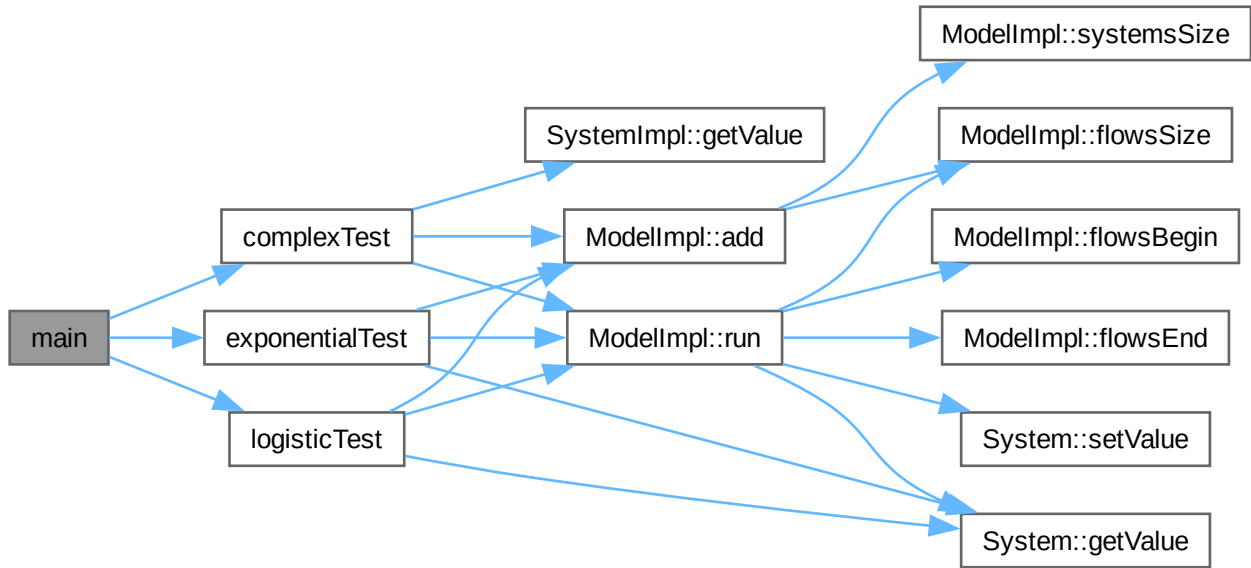 main
complexTest
exponentialTest
logisticTest
SystemImpl::getValue
ModelImpl::add
ModelImpl::run
ModelImpl::systemsSize
ModelImpl::flowsSize
ModelImpl::flowsBegin
ModelImpl::flowsEnd
System::setValue
System::getValue